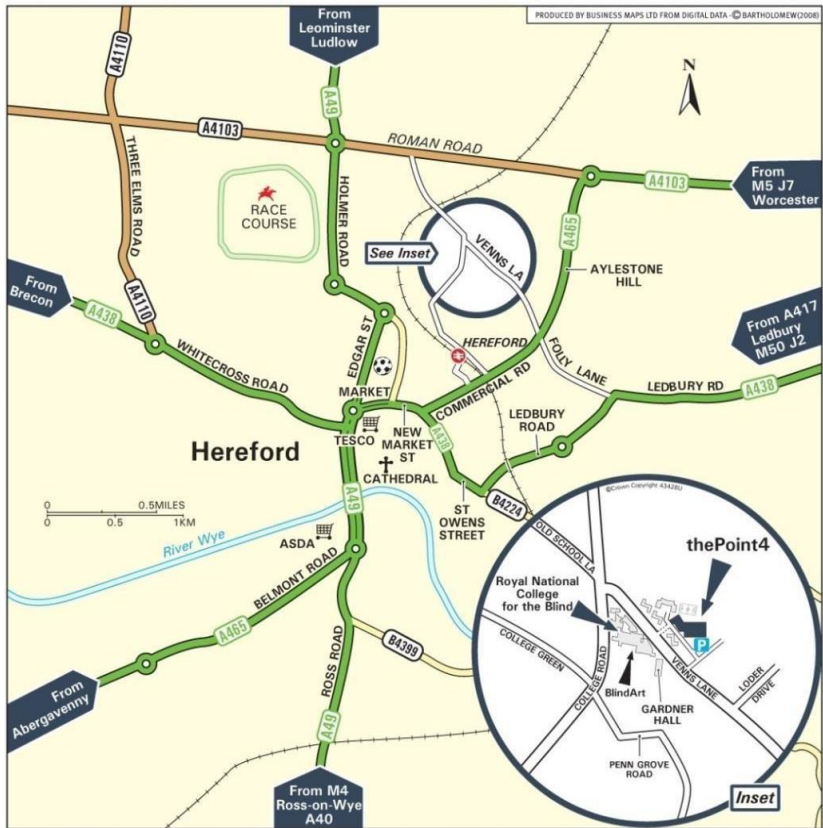 PRODUCED BY BUSINESS MAPS LTD FROM DIGITAL DATA - © BARTHOLOMEW(2008)
From
Leominster
Ludlow
N
A4110
A49
A4103
ROMAN ROAD
A4103
From
M5 J7
Worcester
THREE ELMS ROAD
RACE
COURSE
HOLMER ROAD
See Inset
VENNS LA
A465
AYLESTONE
HILL
From
Brecon
A438
A4110
From A417
Ledbury
M50 J2
WHITECROSS ROAD
EDGAR ST
HEREFORD
FOLLY LANE
COMMERCIAL RD
LEDBURY RD
A438
MARKET
TESCO
NEW
MARKET
ST
A438
LEDBURY
ROAD
Hereford
CATHEDRAL
A49
ST
OWENS
STREET
B4224
0 0.5MILES
0 0.5 1KM
River Wye
ASDA
BELMONT ROAD
A465
ROSS ROAD
B4399
From
Abergavenny
A49
From M4
Ross-on-Wye
A40
©Crown Copyright 43428U
OLD SCHOOL LA
thePoint4
Royal National
College
for the Blind
P
COLLEGE GREEN
COLLEGE ROAD
VENNS LANE
BlindArt
GARDNER
HALL
LODER
DRIVE
PENN GROVE
ROAD
Inset